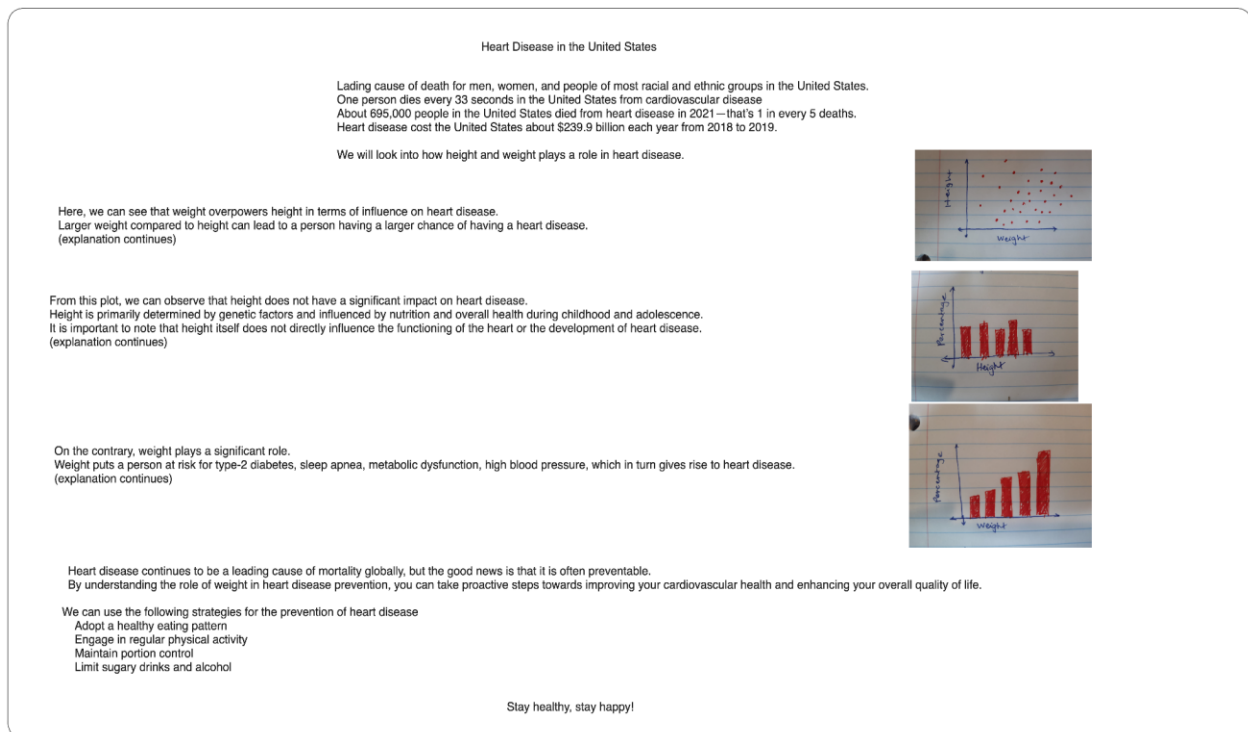 Heart Disease in the United States
Lading cause of death for men, women, and people of most racial and ethnic groups in the United States.
One person dies every 33 seconds in the United States from cardiovascular disease
About 695,000 people in the United States died from heart disease in 2021—that's 1 in every 5 deaths.
Heart disease cost the United States about $239.9 billion each year from 2018 to 2019.
We will look into how height and weight plays a role in heart disease.
Here, we can see that weight overpowers height in terms of influence on heart disease.
Larger weight compared to height can lead to a person having a larger chance of having a heart disease.
(explanation continues)
Height
Weight
From this plot, we can observe that height does not have a significant impact on heart disease.
Height is primarily determined by genetic factors and influenced by nutrition and overall health during childhood and adolescence.
It is important to note that height itself does not directly influence the functioning of the heart or the development of heart disease.
(explanation continues)
Percentage
Height
On the contrary, weight plays a significant role.
Weight puts a person at risk for type-2 diabetes, sleep apnea, metabolic dysfunction, high blood pressure, which in turn gives rise to heart disease.
(explanation continues)
Percentage
Weight
Heart disease continues to be a leading cause of mortality globally, but the good news is that it is often preventable.
By understanding the role of weight in heart disease prevention, you can take proactive steps towards improving your cardiovascular health and enhancing your overall quality of life.
We can use the following strategies for the prevention of heart disease
Adopt a healthy eating pattern
Engage in regular physical activity
Maintain portion control
Limit sugary drinks and alcohol
Stay healthy, stay happy!